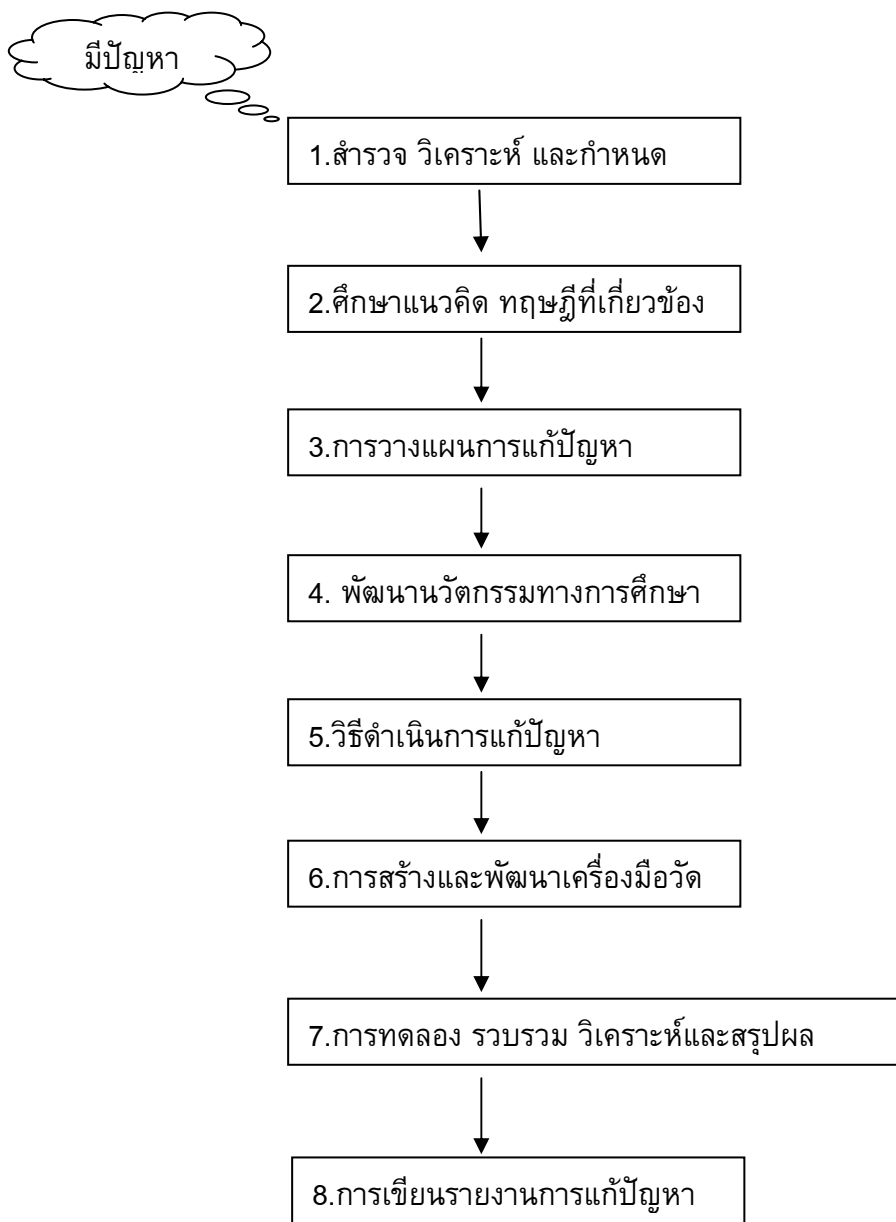 มีปัญหา
1.สำรวจ วิเคราะห์ และกำหนด
2.ศึกษาแนวคิด ทฤษฎีที่เกี่ยวข้อง
3.การวางแผนการแก้ปัญหา
4. พัฒนานวัตกรรมทางการศึกษา
5.วิธีดำเนินการแก้ปัญหา
6.การสร้างและพัฒนาเครื่องมือวัด
7.การทดลอง รวบรวม วิเคราะห์และสรุปผล
8.การเขียนรายงานการแก้ปัญหา